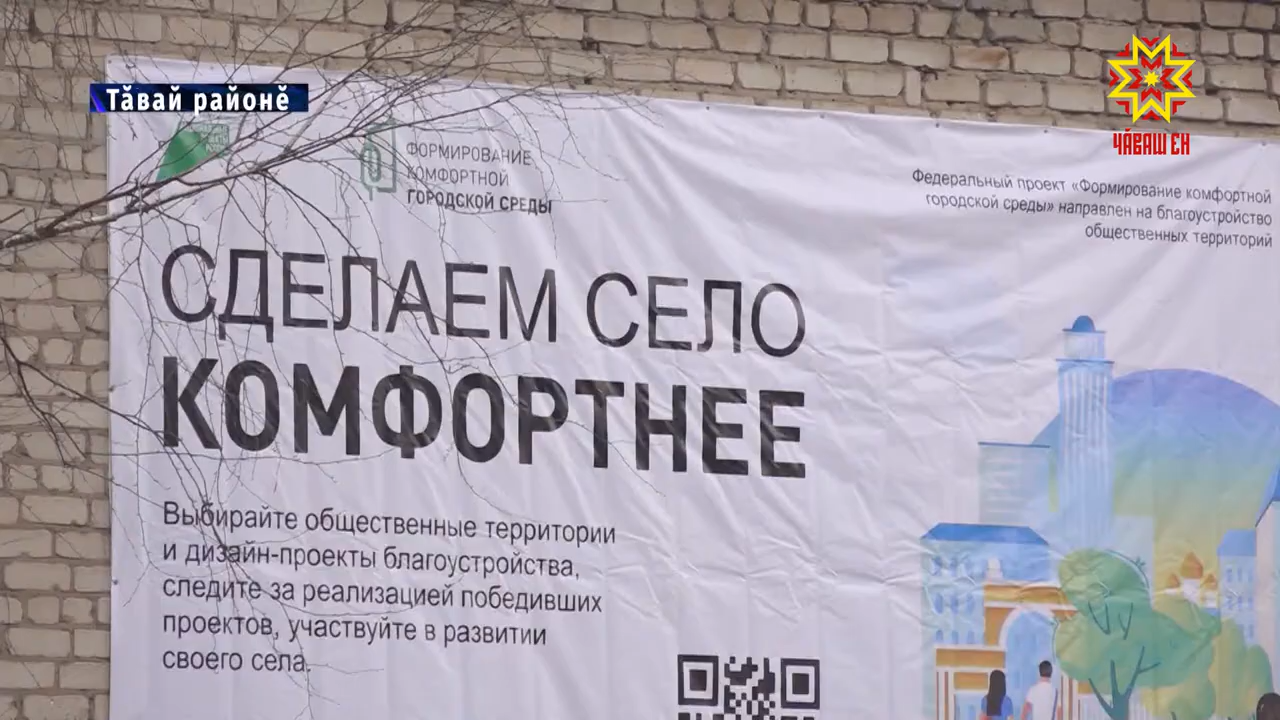 Тӑвай районӗ
ЧӐВАШ ЕН
ФОРМИРОВАНИЕ
КОМФОРТНОЙ
ГОРОДСКОЙ СРЕДЫ
Федеральный проект «Формирование комфортной
городской среды» направлен на благоустройство
общественных территорий
СДЕЛАЕМ СЕЛО
КОМФОРТНЕЕ
Выбирайте общественные территории
и дизайн-проекты благоустройства,
следите за реализацией победивших
проектов, участвуйте в развитии
своего села.